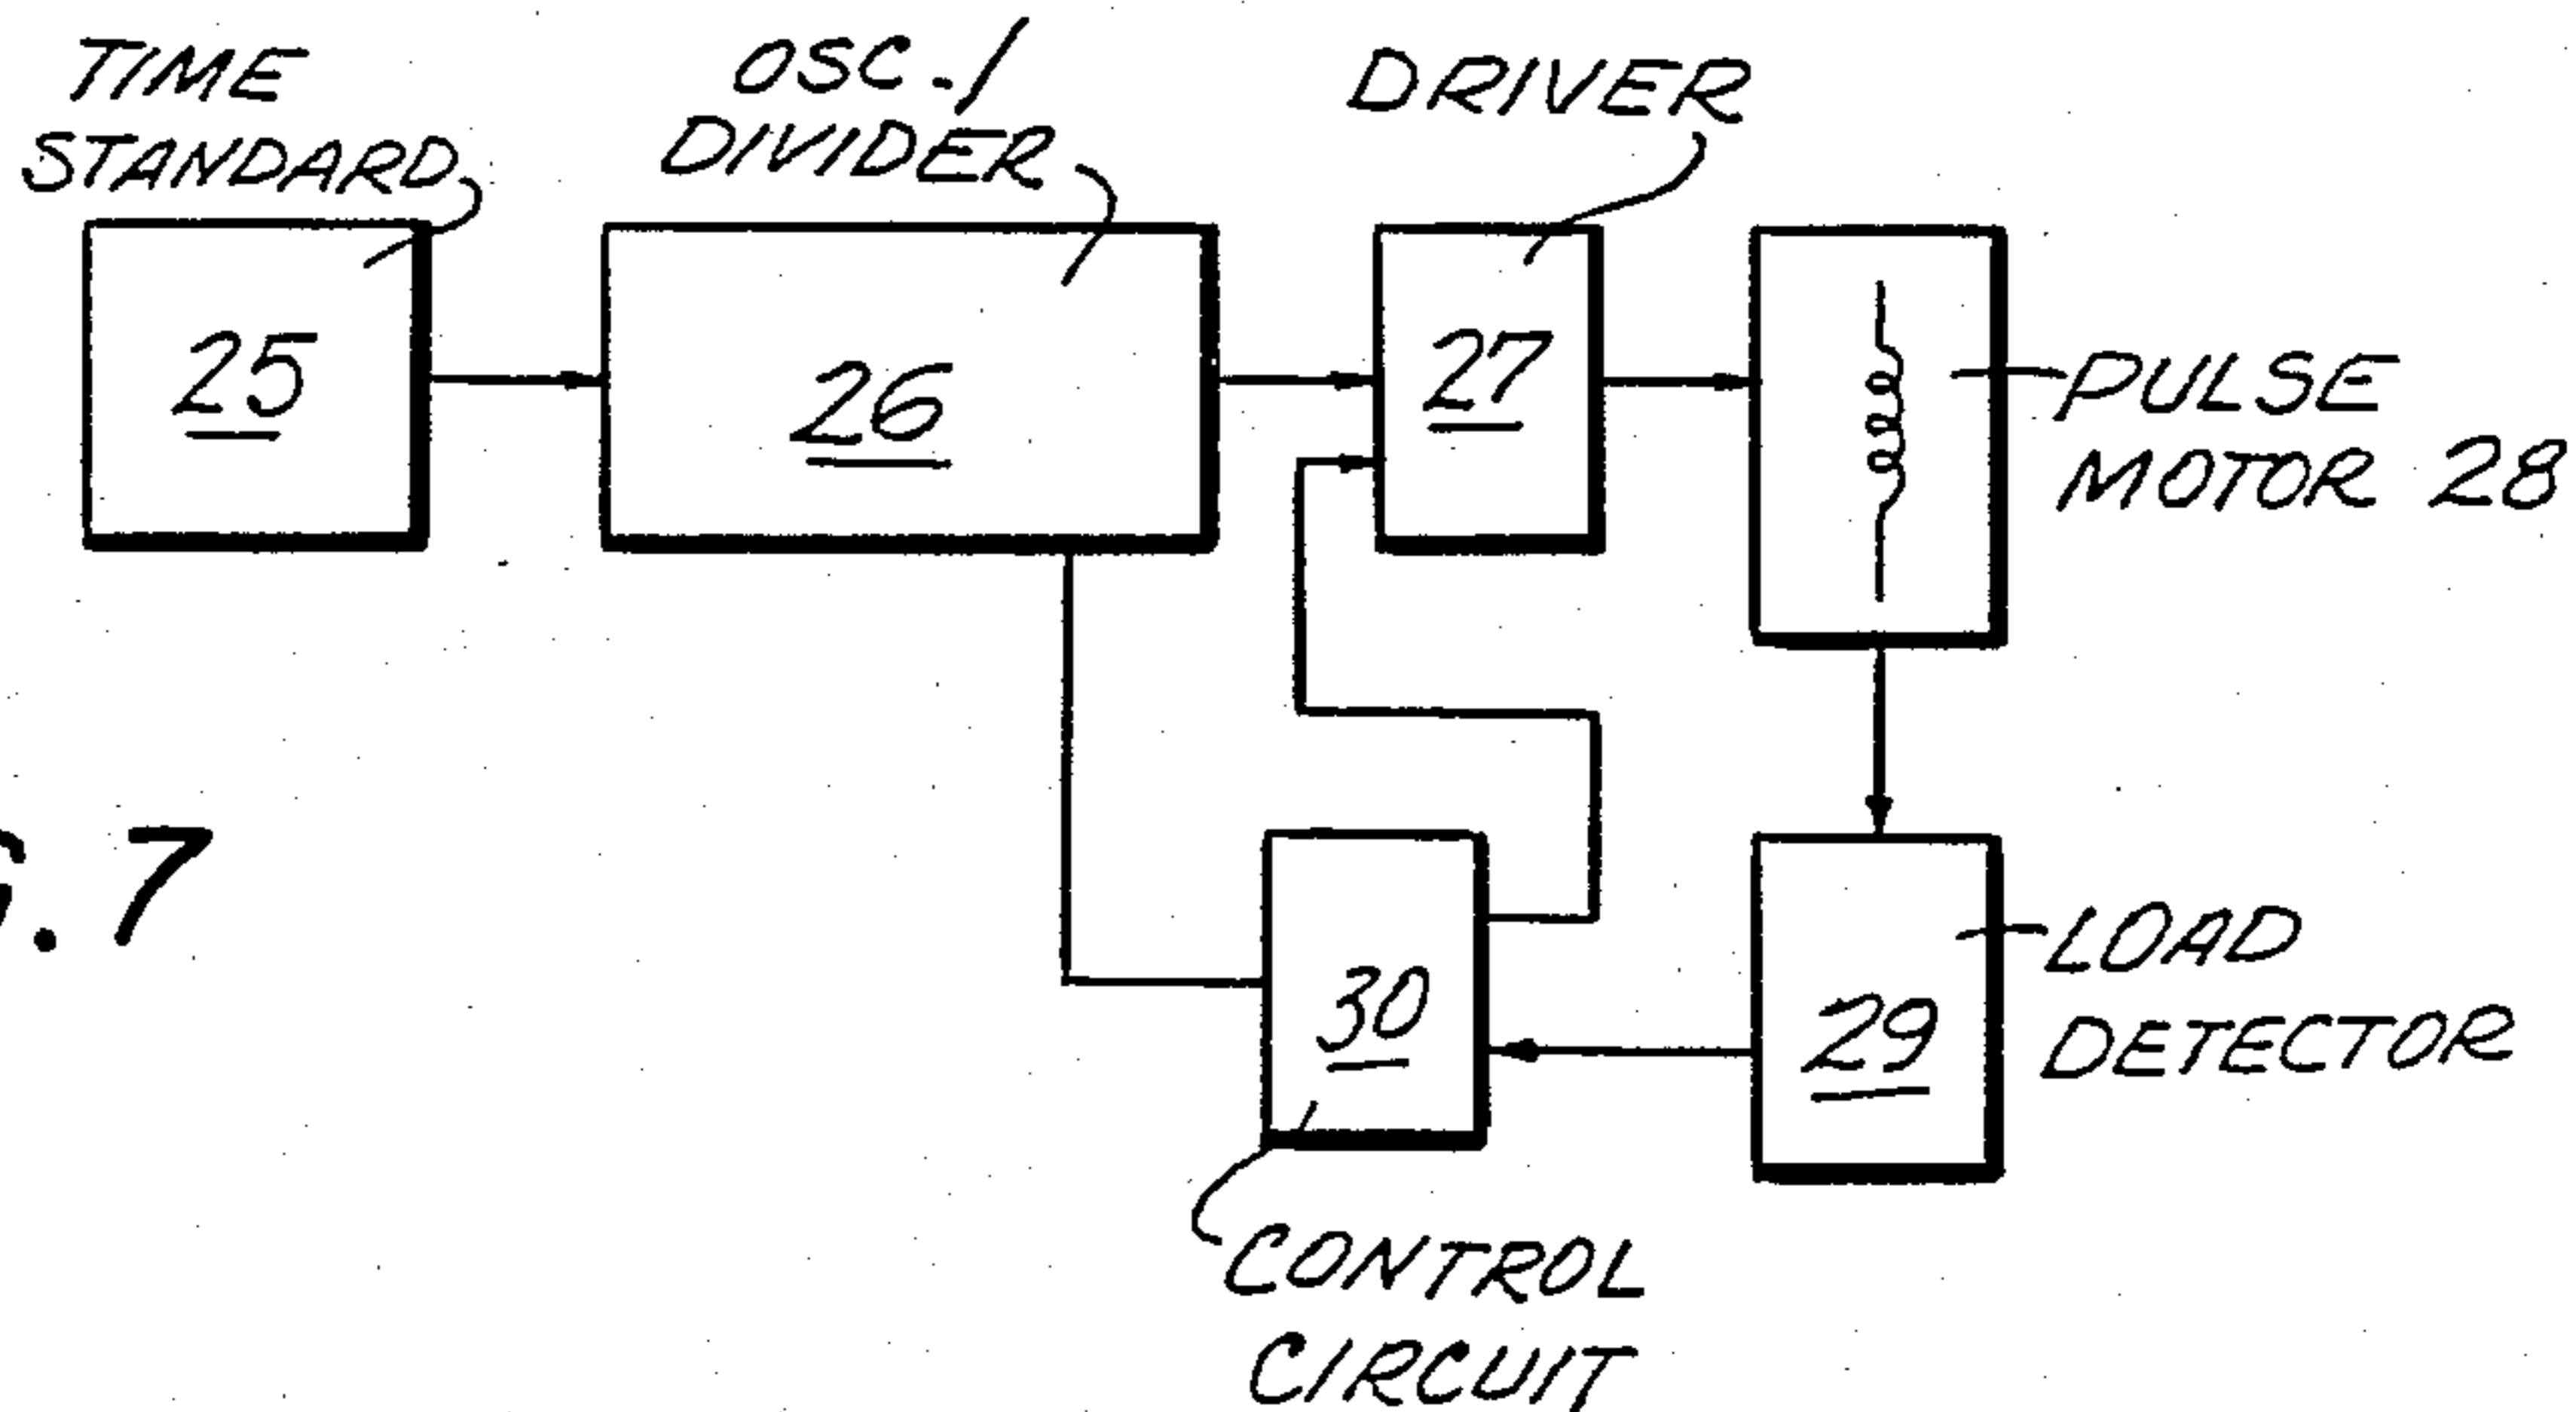 TIME
STANDARD
OSC./
DIVIDER
DRIVER
25
26
27
PULSE
MOTOR 28
.7
30
29
LOAD
DETECTOR
CONTROL
CIRCUIT